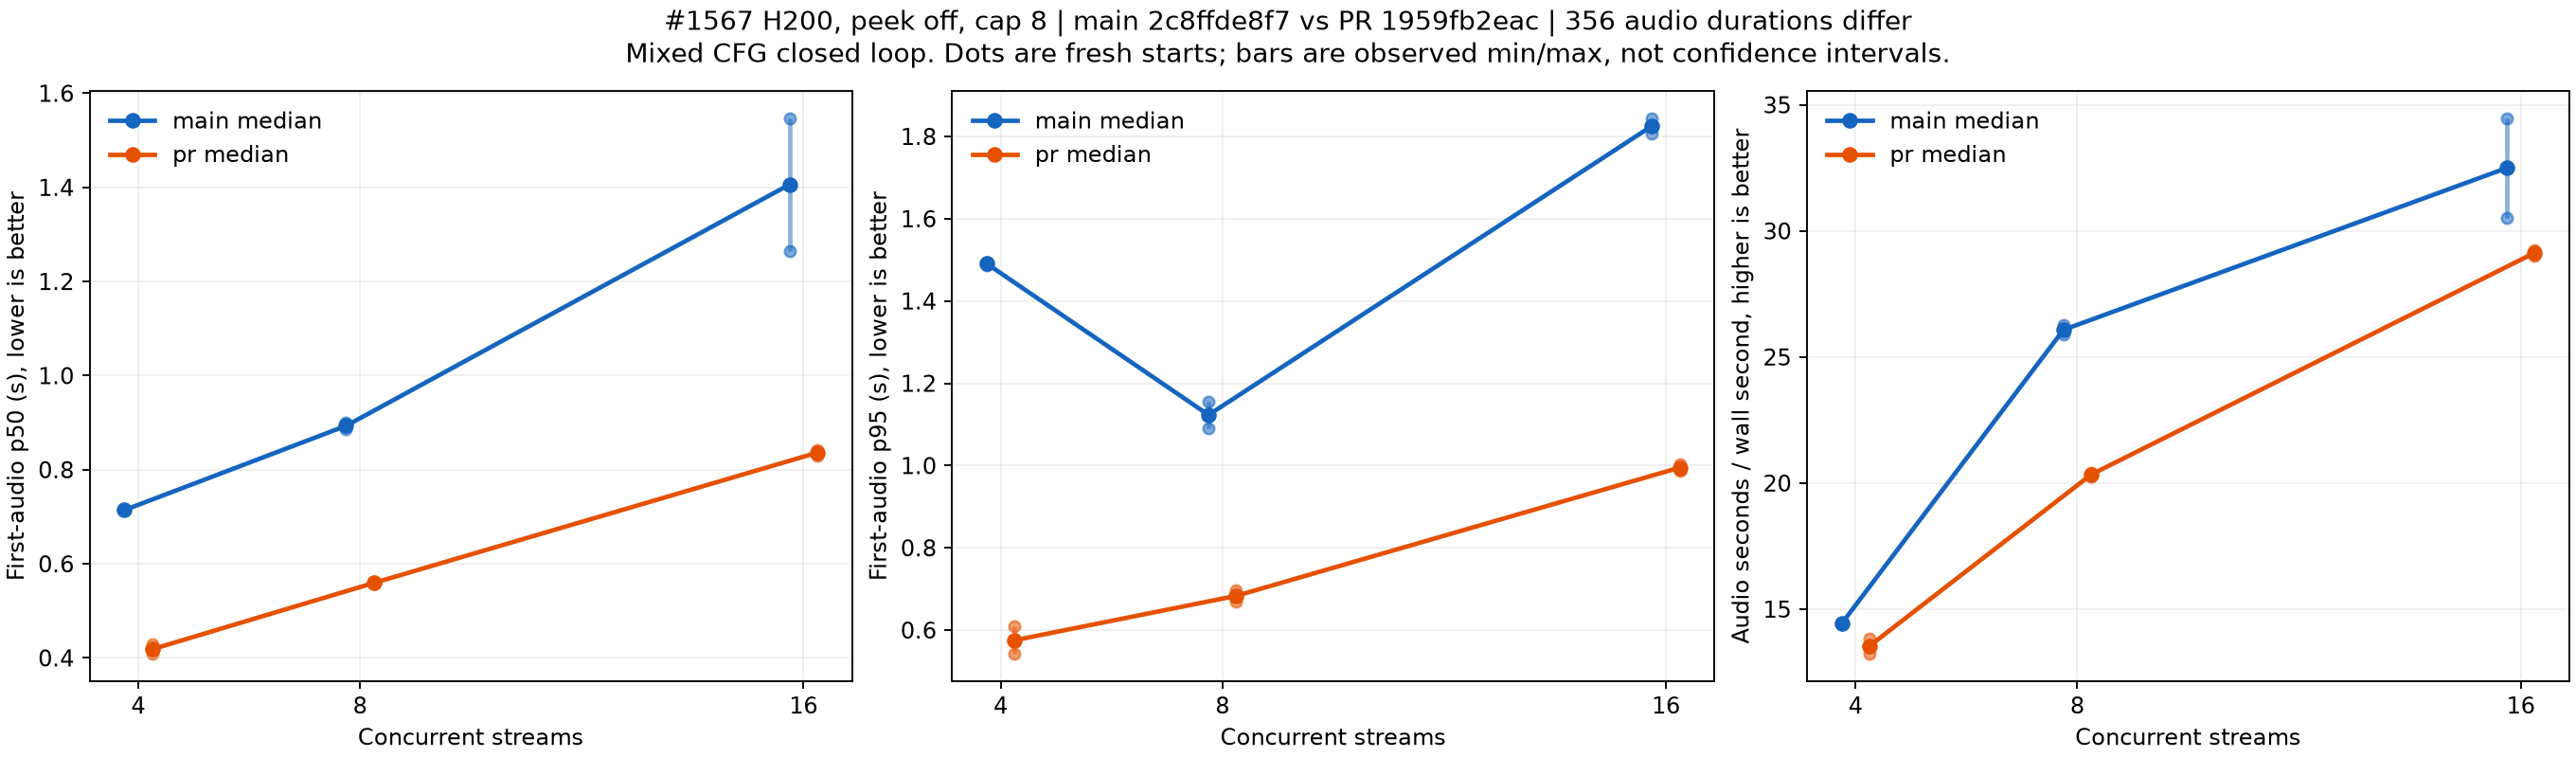 #1567 H200, peek off, cap 8 | main 2c8ffde8f7 vs PR 1959fb2eac | 356 audio durations differ
Mixed CFG closed loop. Dots are fresh starts; bars are observed min/max, not confidence intervals.
First-audio p50 (s), lower is better
1.6
1.4
1.2
1.0
0.8
0.6
0.4
main median
pr median
4
8
16
Concurrent streams
First-audio p95 (s), lower is better
1.8
1.6
1.4
1.2
1.0
0.8
0.6
main median
pr median
4
8
16
Concurrent streams
Audio seconds / wall second, higher is better
35
30
25
20
15
main median
pr median
4
8
16
Concurrent streams